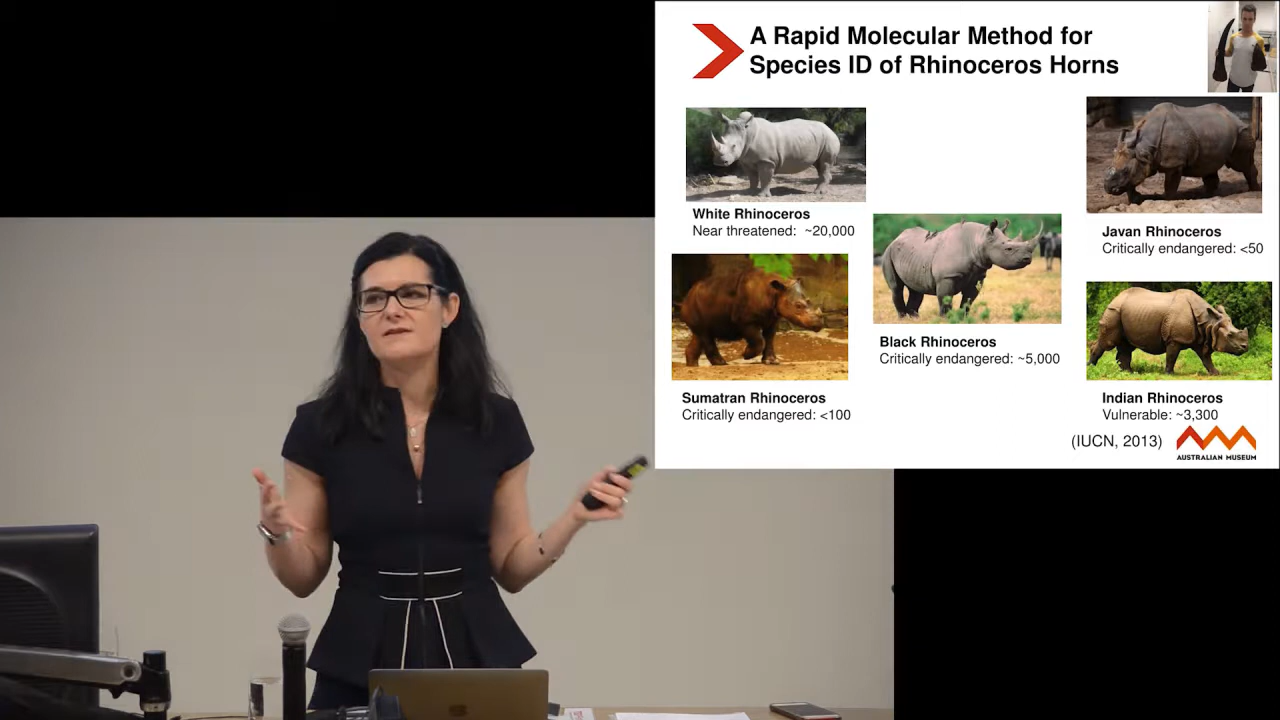 A Rapid Molecular Method for
Species ID of Rhinoceros Horns
White Rhinoceros
Near threatened: ~20,000
Javan Rhinoceros
Critically endangered: <50
Black Rhinoceros
Critically endangered: ~5,000
Sumatran Rhinoceros
Critically endangered: <100
Indian Rhinoceros
Vulnerable: ~3,300
(IUCN, 2013)
AUSTRALIAN MUSEUM